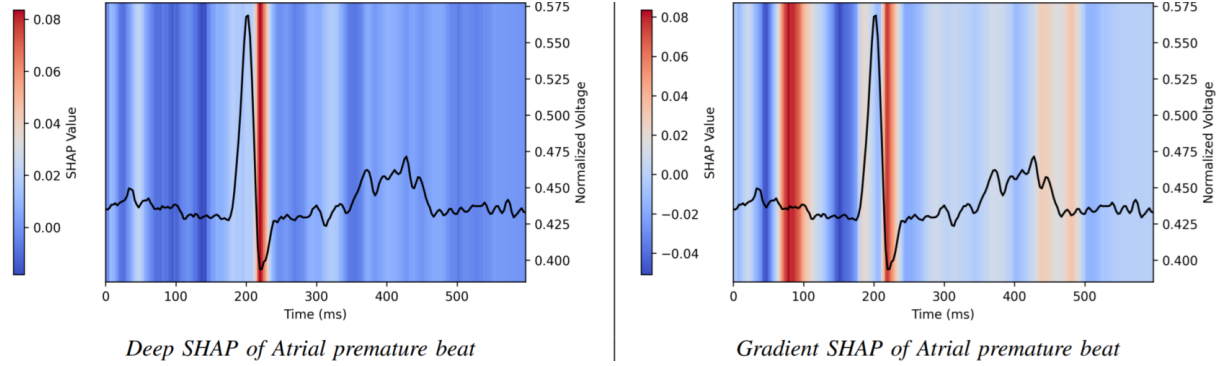 0.08
0.06
0.04
0.02
0.00
SHAP Value
0.575
0.550
0.525
0.500
0.475
0.450
0.425
0.400
Normalized Voltage
0 100 200 300 400 500
Time (ms)
Deep SHAP of Atrial premature beat
0.08
0.06
0.04
0.02
0.00
−0.02
−0.04
SHAP Value
0.575
0.550
0.525
0.500
0.475
0.450
0.425
0.400
Normalized Voltage
0 100 200 300 400 500
Time (ms)
Gradient SHAP of Atrial premature beat